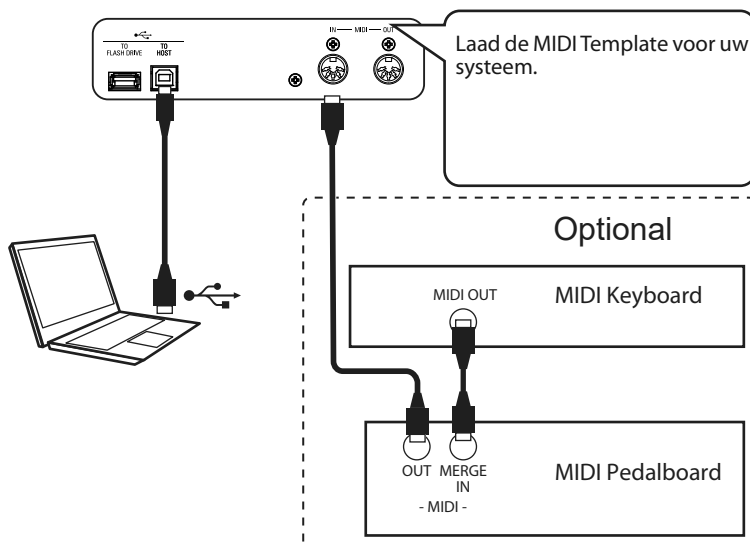 TO
FLASH DRIVE
TO
HOST
IN — MIDI — OUT
Laad de MIDI Template voor uw
systeem.
Optional
MIDI OUT
MIDI Keyboard
OUT
MERGE
IN
- MIDI -
MIDI Pedalboard